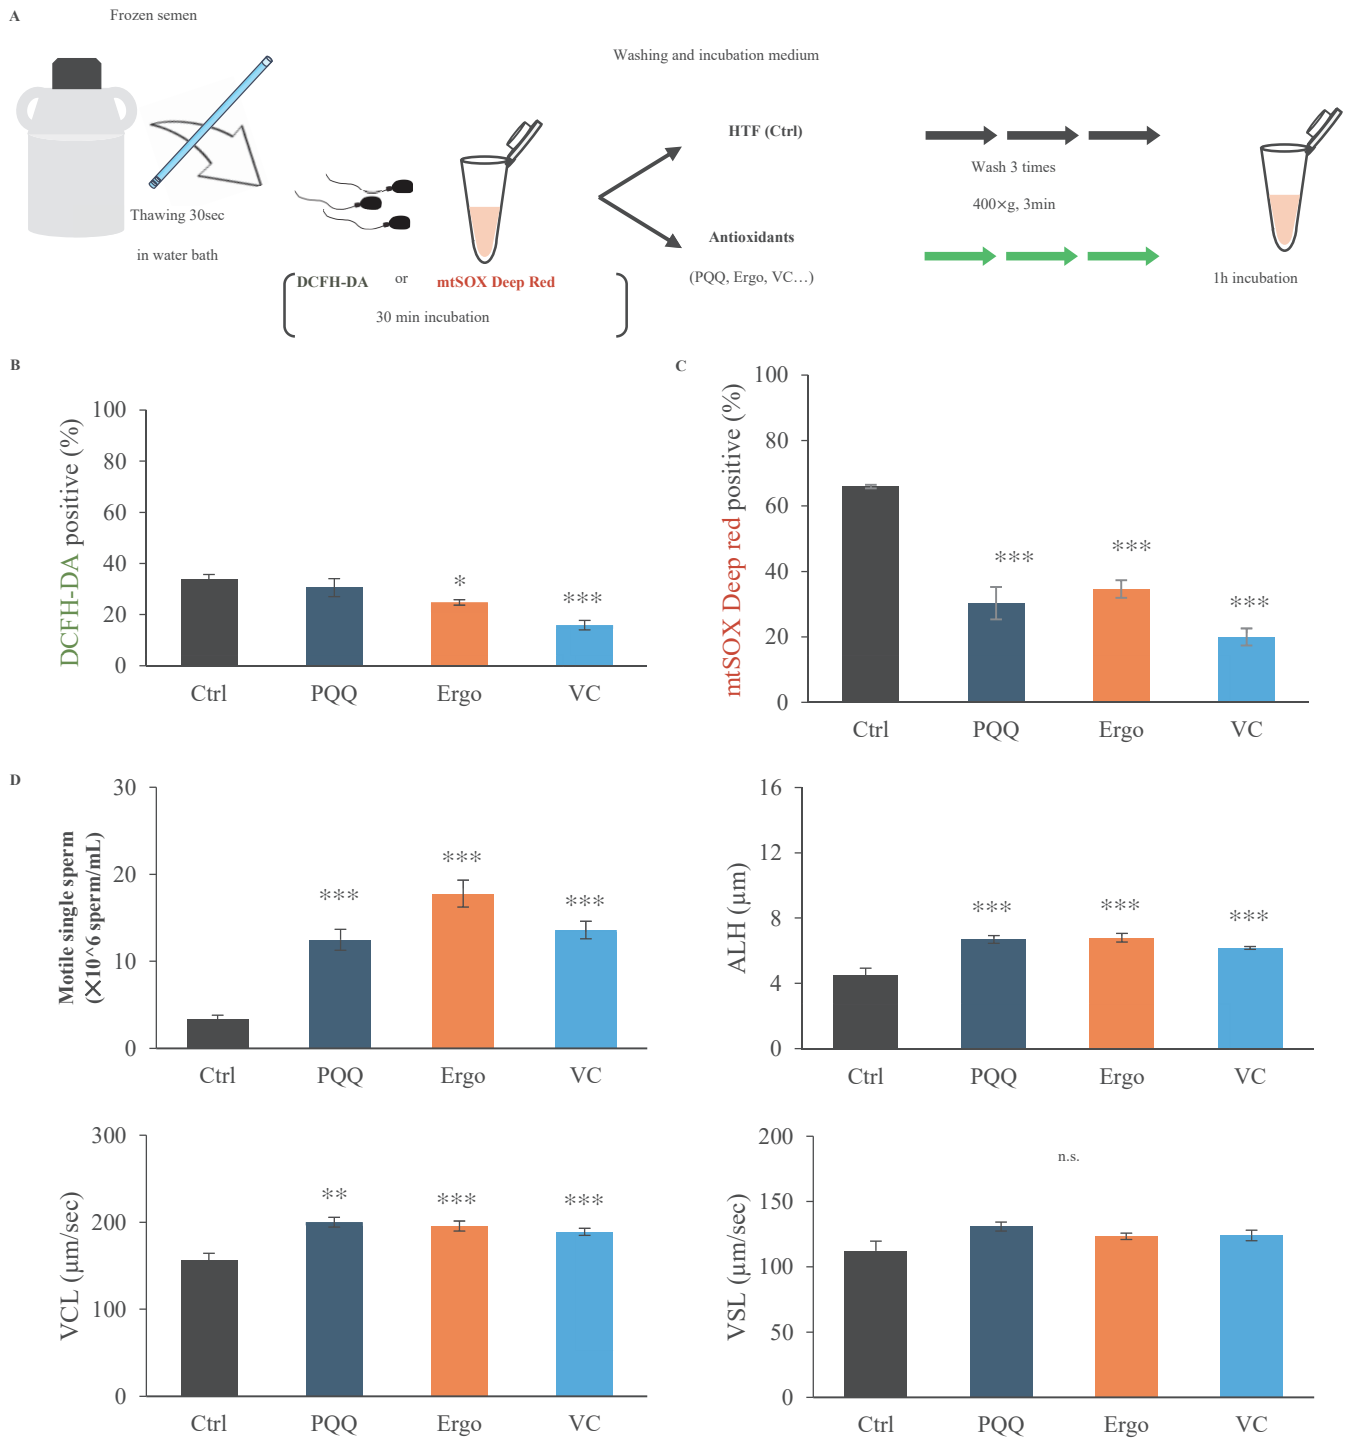 A
Frozen semen
Thawing 30sec
in water bath
DCFH-DA or mtSOX Deep Red
30 min incubation
Washing and incubation medium
HTF (Ctrl)
Antioxidants
(PQQ, Ergo, VC…)
Wash 3 times
400×g, 3min
1h incubation
B
DCFH-DA positive (%)
100
80
60
40
20
0
*
***
Ctrl PQQ Ergo VC
C
mtSOX Deep red positive (%)
100
80
60
40
20
0
***
***
***
Ctrl PQQ Ergo VC
D
Motile single sperm
(×10^6 sperm/mL)
30
20
10
0
***
***
***
Ctrl PQQ Ergo VC
ALH (μm)
16
12
8
4
0
***
***
***
Ctrl PQQ Ergo VC
VCL (μm/sec)
300
200
100
0
**
***
***
Ctrl PQQ Ergo VC
VSL (μm/sec)
200
150
100
50
0
n.s.
Ctrl PQQ Ergo VC